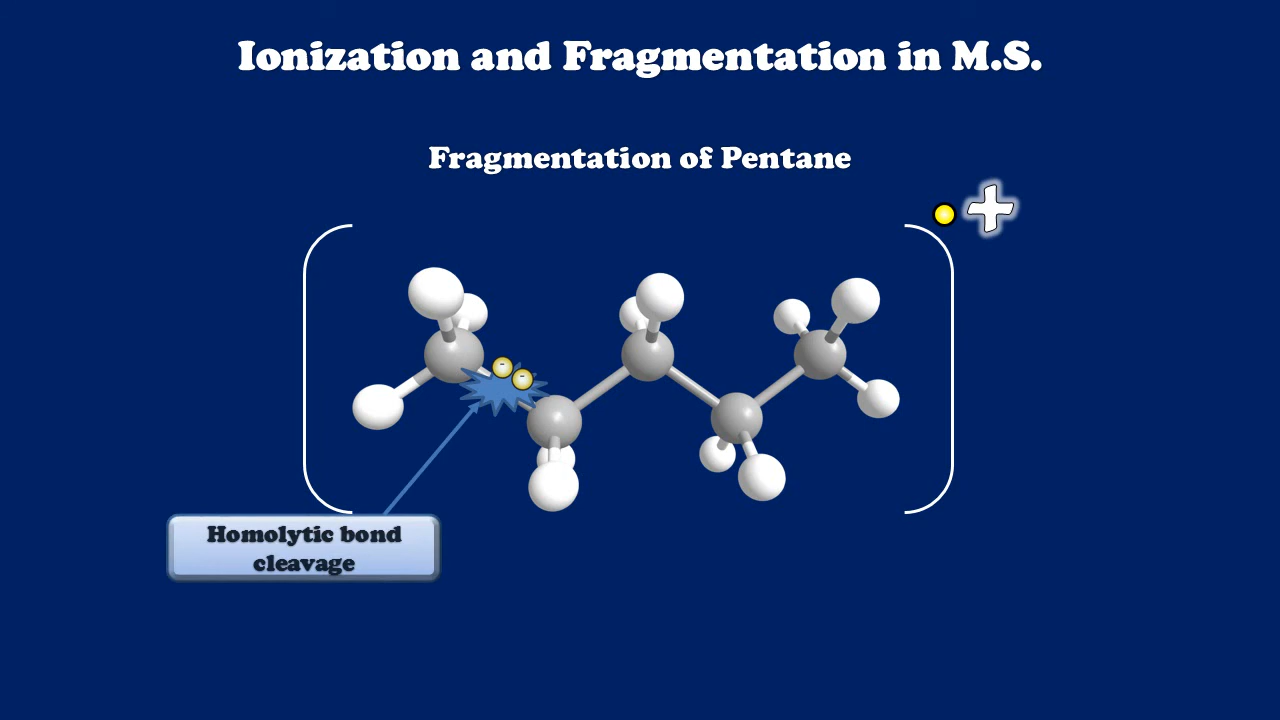 Ionization and Fragmentation in M.S.
Fragmentation of Pentane
Homolytic bond
cleavage